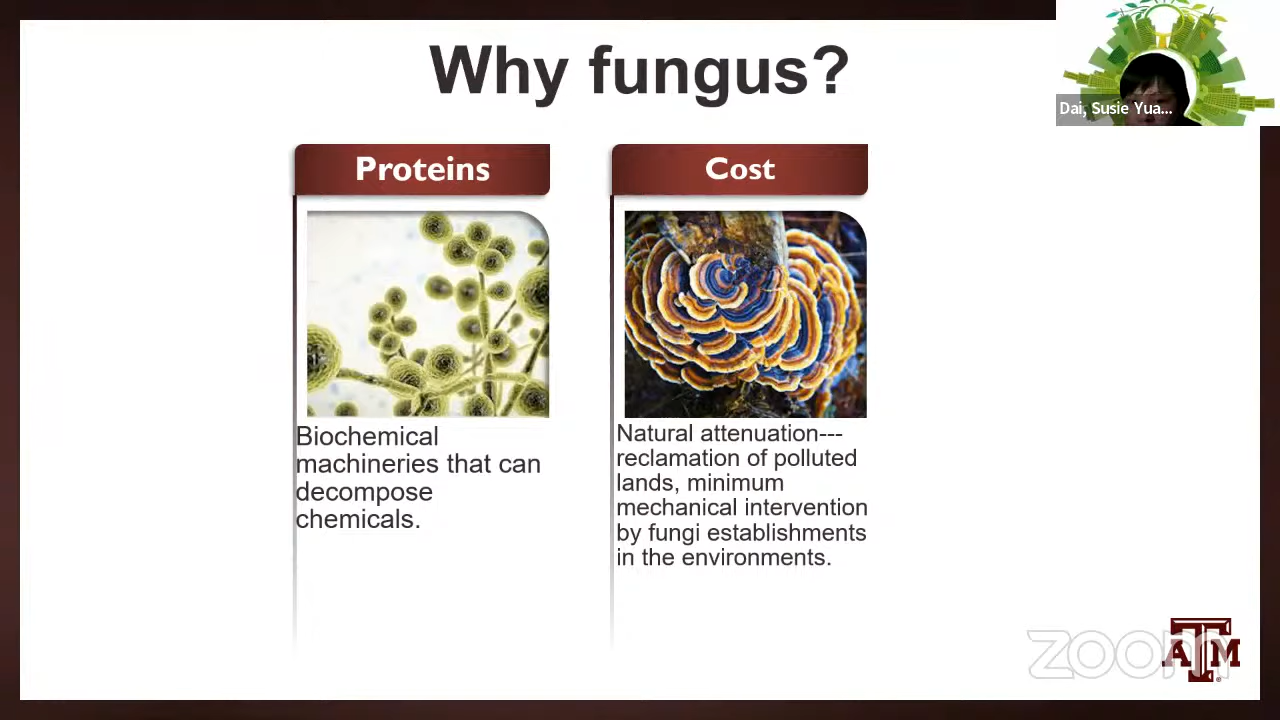 Why fungus?
Dai, Susie Yua...
Proteins
Cost
Biochemical
machineries that can
decompose
chemicals.
Natural attenuation---
reclamation of polluted
lands, minimum
mechanical intervention
by fungi establishments
in the environments.
zoom
ATM